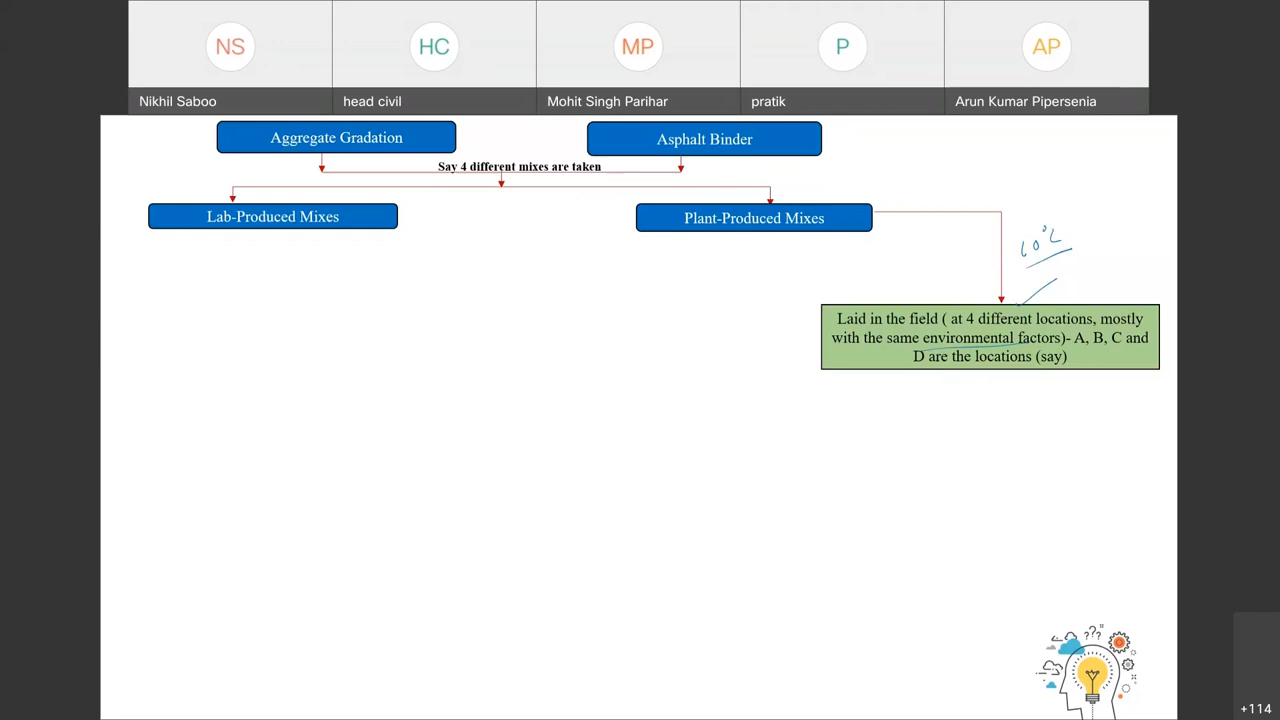 NS
HC
MP
P
AP
Nikhil Saboo
head civil
Mohit Singh Parihar
pratik
Arun Kumar Pipersenia
Aggregate Gradation
Asphalt Binder
Say 4 different mixes are taken
Lab-Produced Mixes
Plant-Produced Mixes
60°C
Laid in the field ( at 4 different locations, mostly
with the same environmental factors)- A, B, C and
D are the locations (say)
???
+114